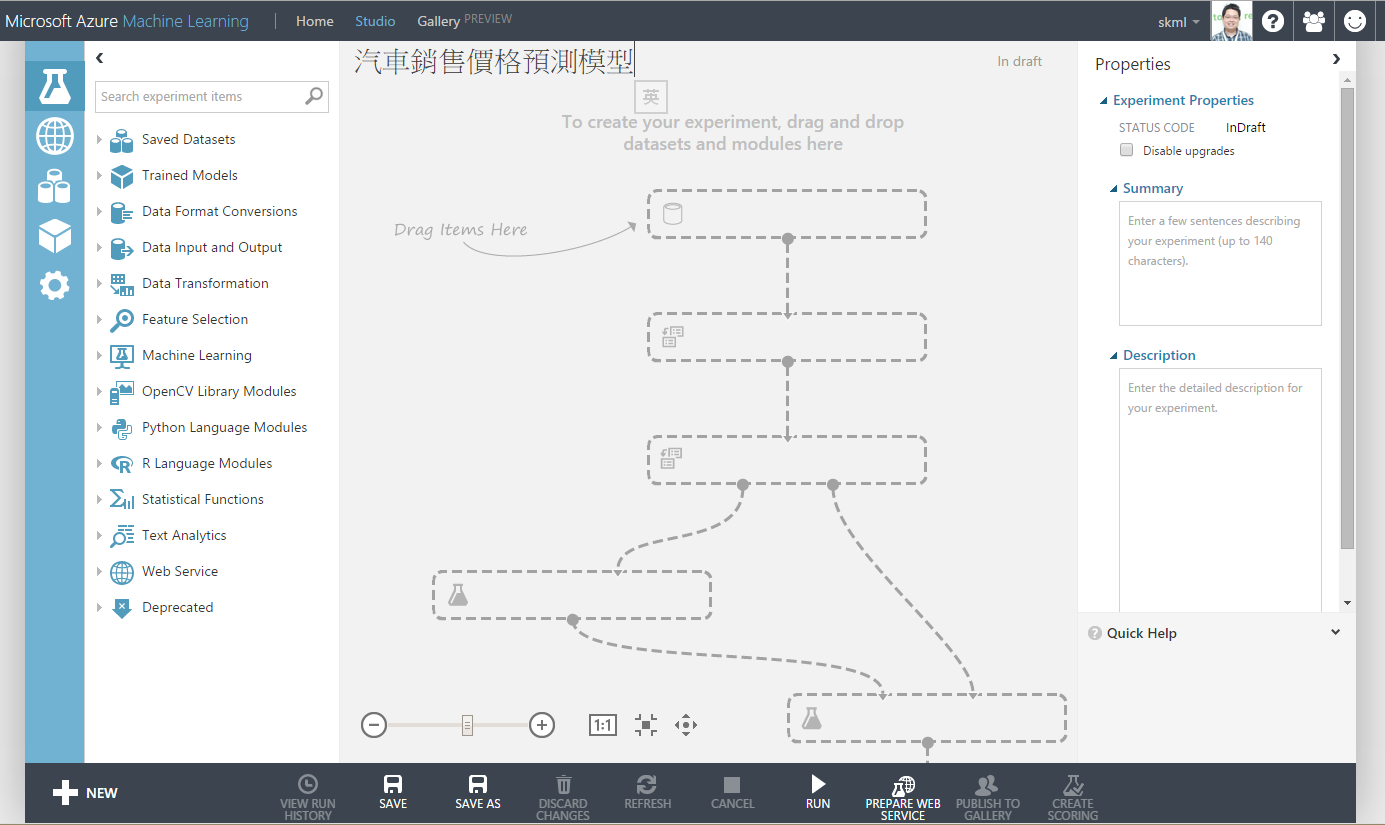 Microsoft Azure Machine Learning
Home
Studio
Gallery PREVIEW
skml
?
Search experiment items
Saved Datasets
Trained Models
Data Format Conversions
Data Input and Output
Data Transformation
Feature Selection
Machine Learning
OpenCV Library Modules
Python Language Modules
R Language Modules
Statistical Functions
Text Analytics
Web Service
Deprecated
汽車銷售價格預測模型
In draft
英
To create your experiment, drag and drop
datasets and modules here
Drag Items Here
1:1
Properties
Experiment Properties
STATUS CODE InDraft
Disable upgrades
Summary
Enter a few sentences describing
your experiment (up to 140
characters).
Description
Enter the detailed description for
your experiment.
? Quick Help
NEW
VIEW RUN
HISTORY
SAVE
SAVE AS
DISCARD
CHANGES
REFRESH
CANCEL
RUN
PREPARE WEB
SERVICE
PUBLISH TO
GALLERY
CREATE
SCORING